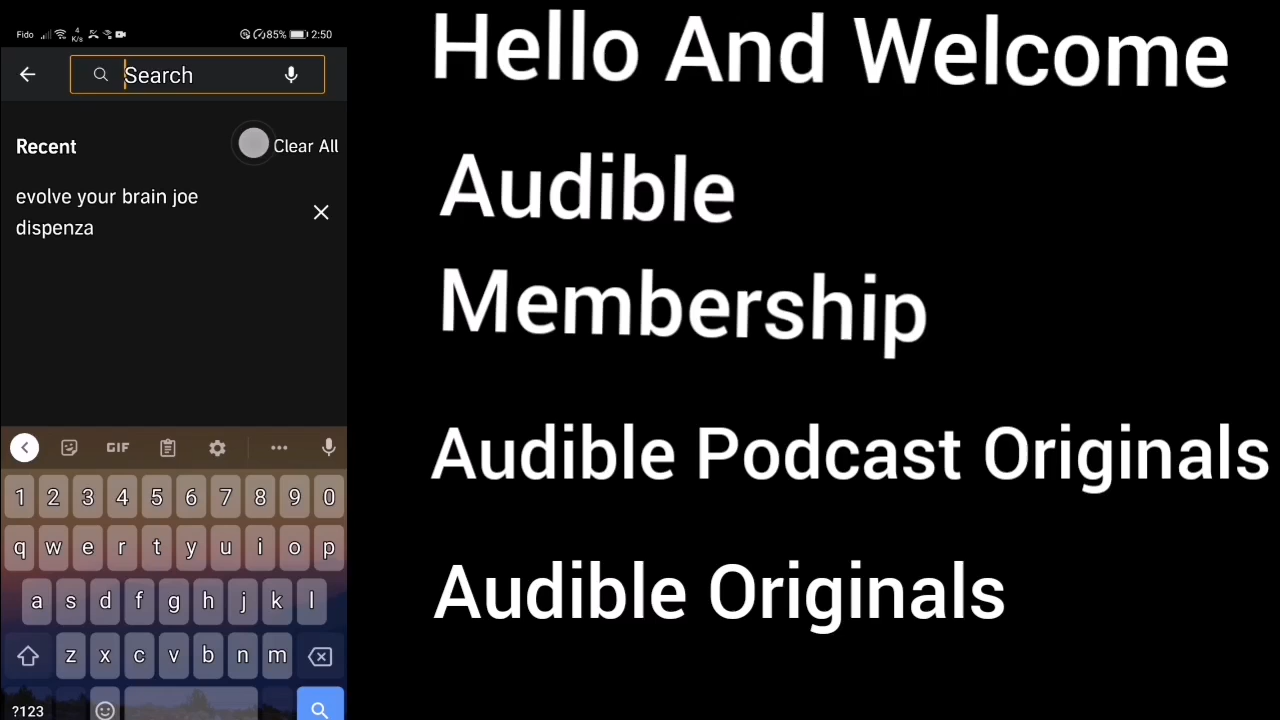 Fido 4 K/s 85% 2:50
Search
Recent Clear All
evolve your brain joe
dispenza
GIF
1 2 3 4 5 6 7 8 9 0
q w e r t y u i o p
a s d f g h j k l
z x c v b n m
?123
Hello And Welcome
Audible
Membership
Audible Podcast Originals
Audible Originals